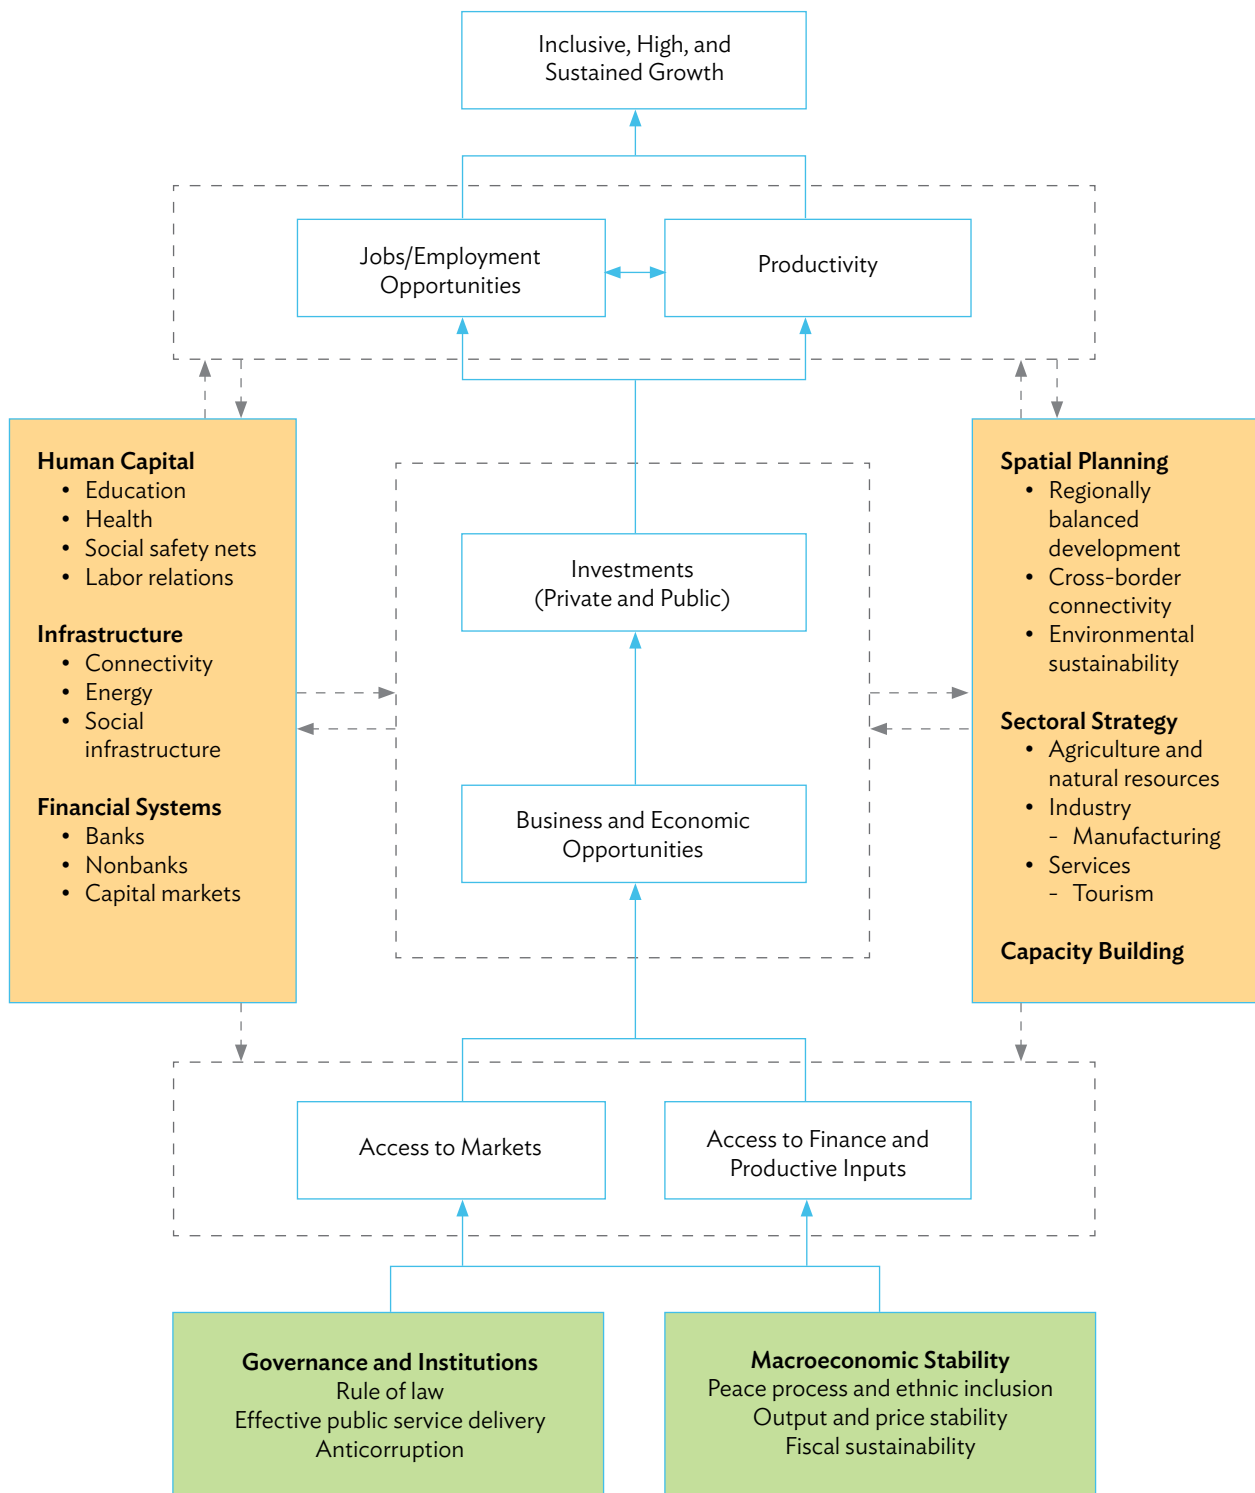 Inclusive, High, and
Sustained Growth
Jobs/Employment
Opportunities
Productivity
Human Capital
• Education
• Health
• Social safety nets
• Labor relations
Infrastructure
• Connectivity
• Energy
• Social
infrastructure
Financial Systems
• Banks
• Nonbanks
• Capital markets
Investments
(Private and Public)
Business and Economic
Opportunities
Spatial Planning
• Regionally
balanced
development
• Cross-border
connectivity
• Environmental
sustainability
Sectoral Strategy
• Agriculture and
natural resources
• Industry
- Manufacturing
• Services
- Tourism
Capacity Building
Access to Markets
Access to Finance and
Productive Inputs
Governance and Institutions
Rule of law
Effective public service delivery
Anticorruption
Macroeconomic Stability
Peace process and ethnic inclusion
Output and price stability
Fiscal sustainability